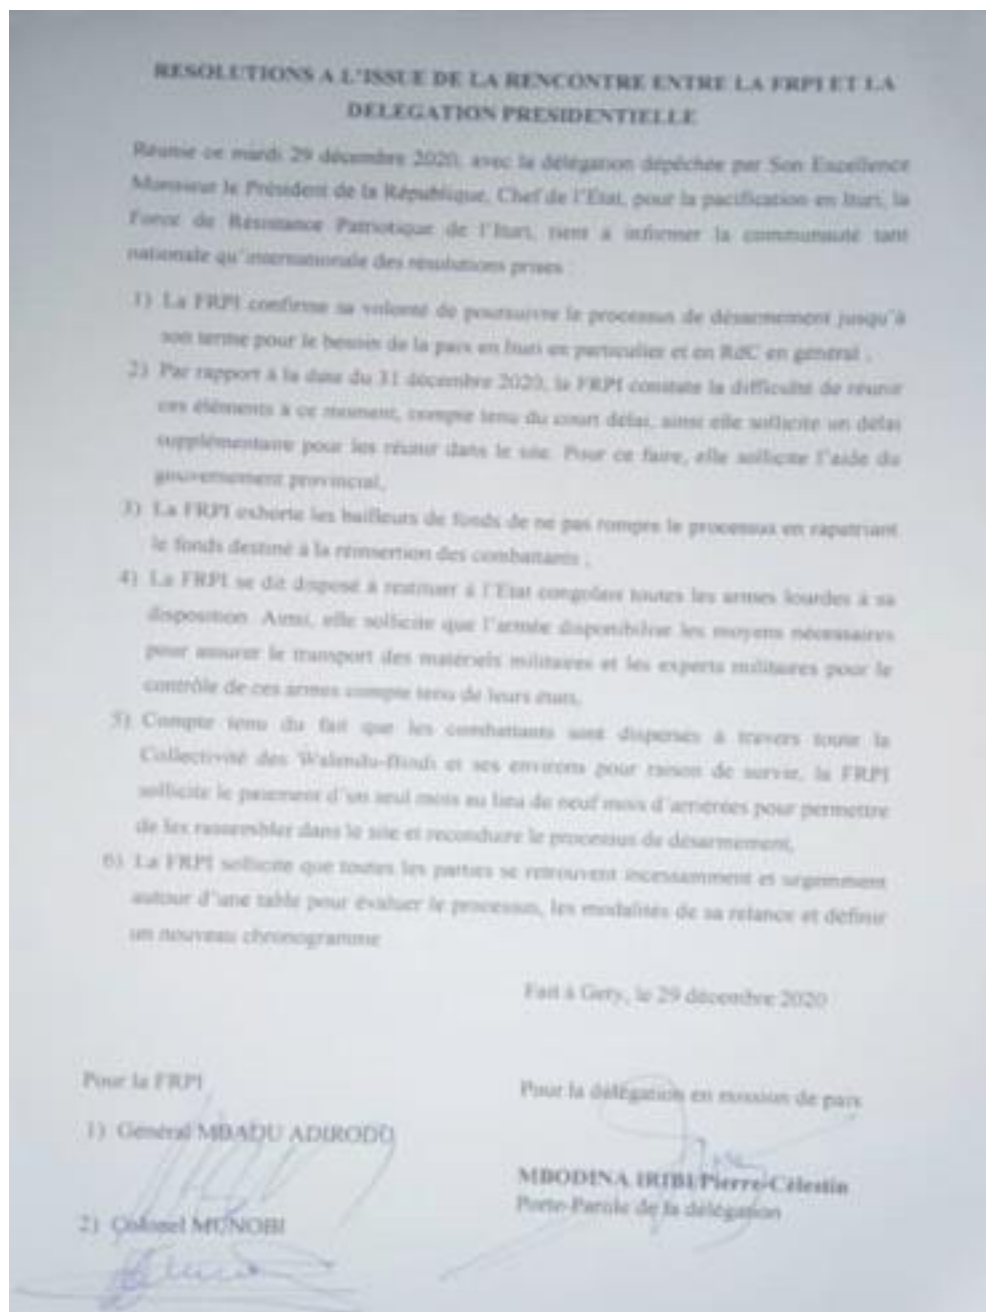 RESOLUTIONS A L'ISSUE DE LA RENCONTRE ENTRE LA FRPI ET LA
DELEGATION PRESIDENTIELLE
Réunie ce mardi 29 décembre 2020, avec la délégation dépêchée par Son Excellence
Monsieur le Président de la République, Chef de l'Etat, pour la pacification en Ituri, la
Force de Résistance Patriotique de l'Ituri, tient à informer la communauté tant
nationale qu'internationale des résolutions prises :
1) La FRPI confirme sa volonté de poursuivre le processus de désarmement jusqu'à
son terme pour le besoin de la paix en Ituri en particulier et en RdC en général ;
2) Par rapport à la date du 31 décembre 2020, la FRPI constate la difficulté de réunir
ces éléments à ce moment, compte tenu du court délai, ainsi elle sollicite un délai
supplémentaire pour les réunir dans le site. Pour ce faire, elle sollicite l'aide du
gouvernement provincial,
3) La FRPI exhorte les bailleurs de fonds de ne pas rompre le processus en rapatriant
le fonds destiné à la réinsertion des combattants ;
4) La FRPI se dit disposé à restituer à l'Etat congolais toutes les armes lourdes à sa
disposition. Ainsi, elle sollicite que l'armée disponibilise les moyens nécessaires
pour assurer le transport des matériels militaires et les experts militaires pour le
contrôle de ces armes compte tenu de leurs états,
5) Compte tenu du fait que les combattants sont dispersés à travers toute la
Collectivité des Walendu-Bindi et ses environs pour raison de survie, la FRPI
sollicite le paiement d'un seul mois au lieu de neuf mois d'arriérées pour permettre
de les rassembler dans le site et reconduire le processus de désarmement,
6) La FRPI sollicite que toutes les parties se retrouvent incessamment et urgemment
autour d'une table pour évaluer le processus, les modalités de sa relance et définir
un nouveau chronogramme
Fait à Gety, le 29 décembre 2020
Pour la FRPI
Pour la délégation en mission de paix
1) Général MBADU ADIRODO
MBODINA IRIBI Pierre-Célestin
Porte-Parole de la délégation
2) Colonel MUNOBI